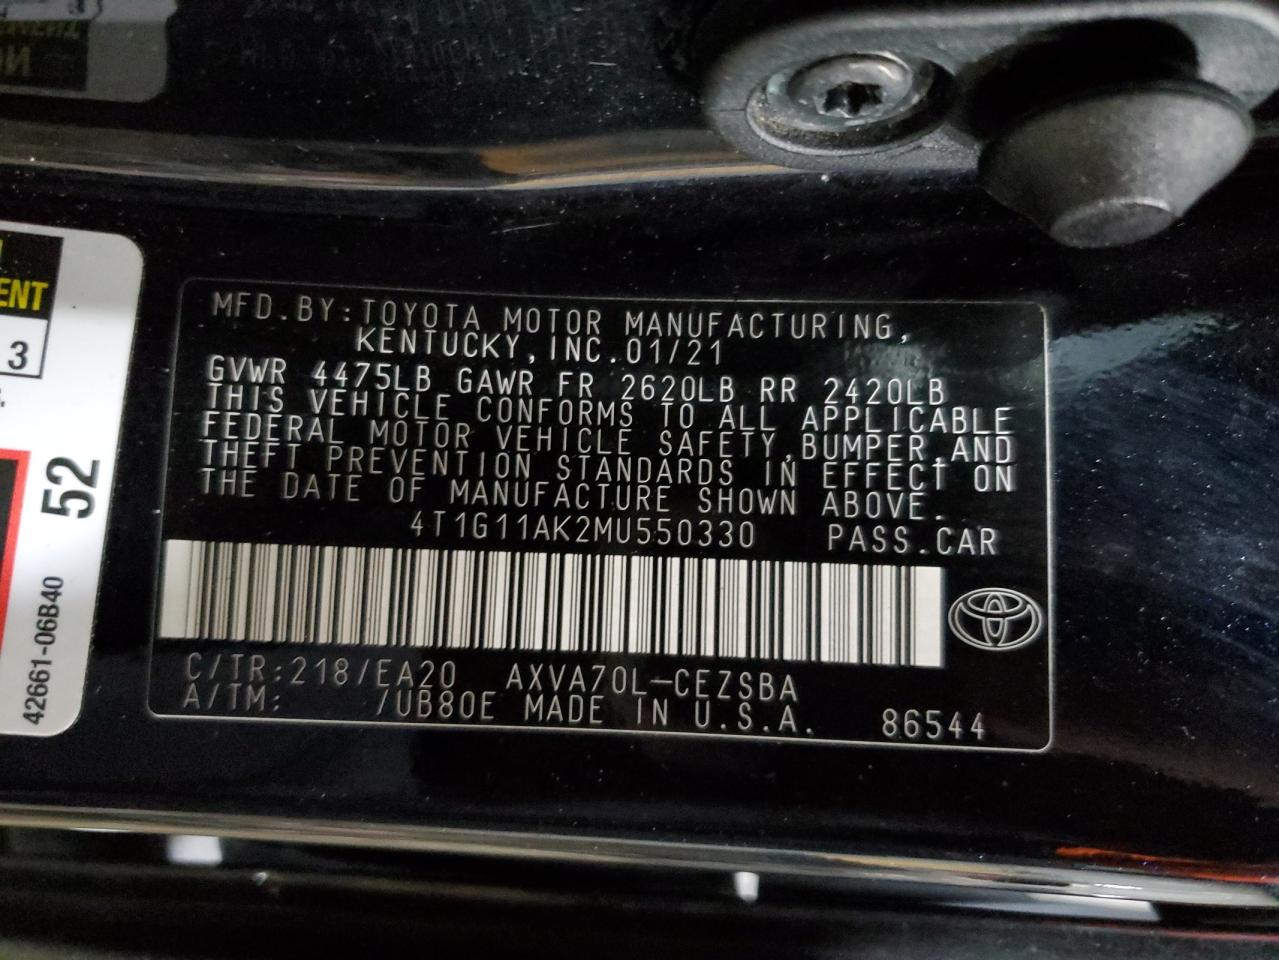 MFD.BY:TOYOTA MOTOR MANUFACTURING,
KENTUCKY,INC.01/21
GVWR 4475LB GAWR FR 2620LB RR 2420LB
THIS VEHICLE CONFORMS TO ALL APPLICABLE
FEDERAL MOTOR VEHICLE SAFETY,BUMPER,AND
THEFT PREVENTION STANDARDS IN EFFECT ON
THE DATE OF MANUFACTURE SHOWN ABOVE.
4T1G11AK2MU550330 PASS.CAR
C/TR:218/EA20 AXVA70L-CEZSBA
A/TM: /UB80E MADE IN U.S.A. 86544
ENT
3
52
42661-06B40